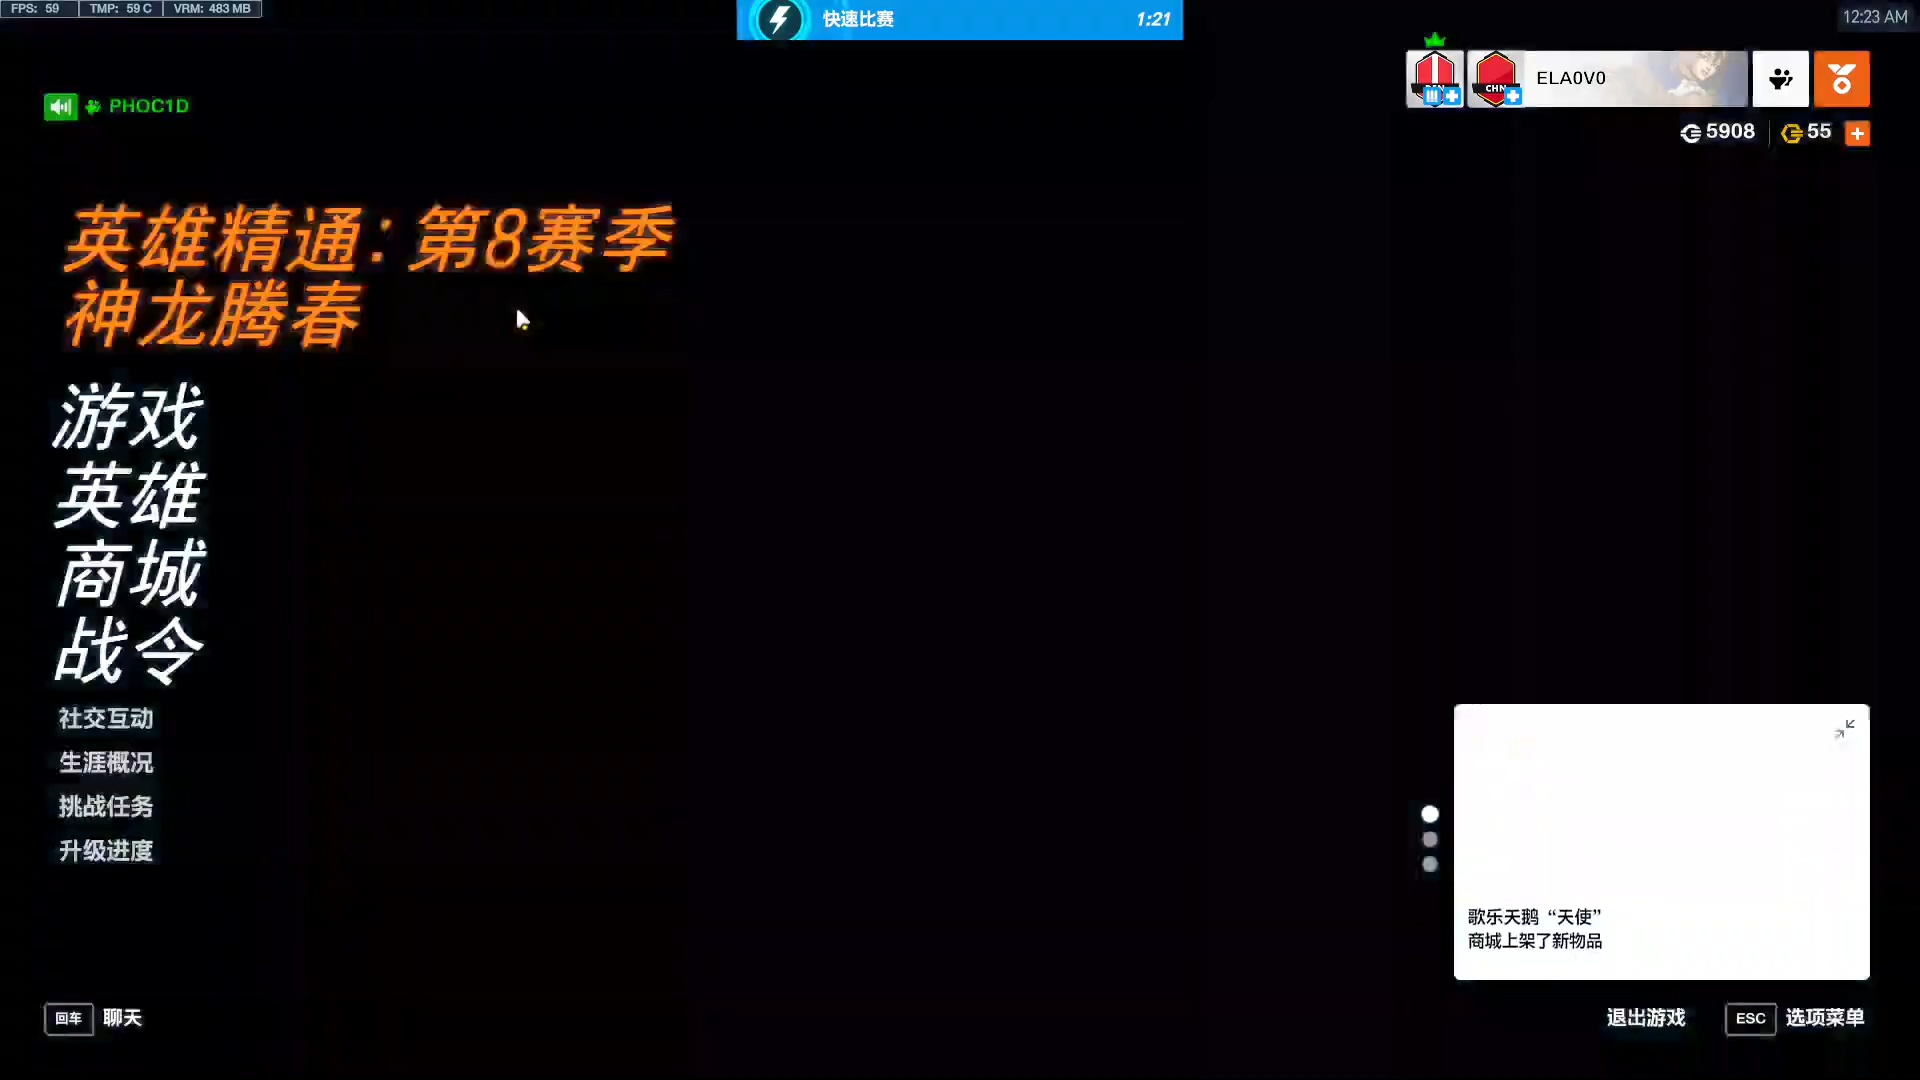 FPS: 59 TMP: 59 C VRM: 483 MB
快速比赛 1:21
12:23 AM
CHN
ELA0V0
PHOC1D
5908 55
英雄精通：第8赛季
神龙腾春
游戏
英雄
商城
战令
社交互动
生涯概况
挑战任务
升级进度
歌乐天鹅“天使”
商城上架了新物品
回车 聊天
退出游戏 ESC 选项菜单